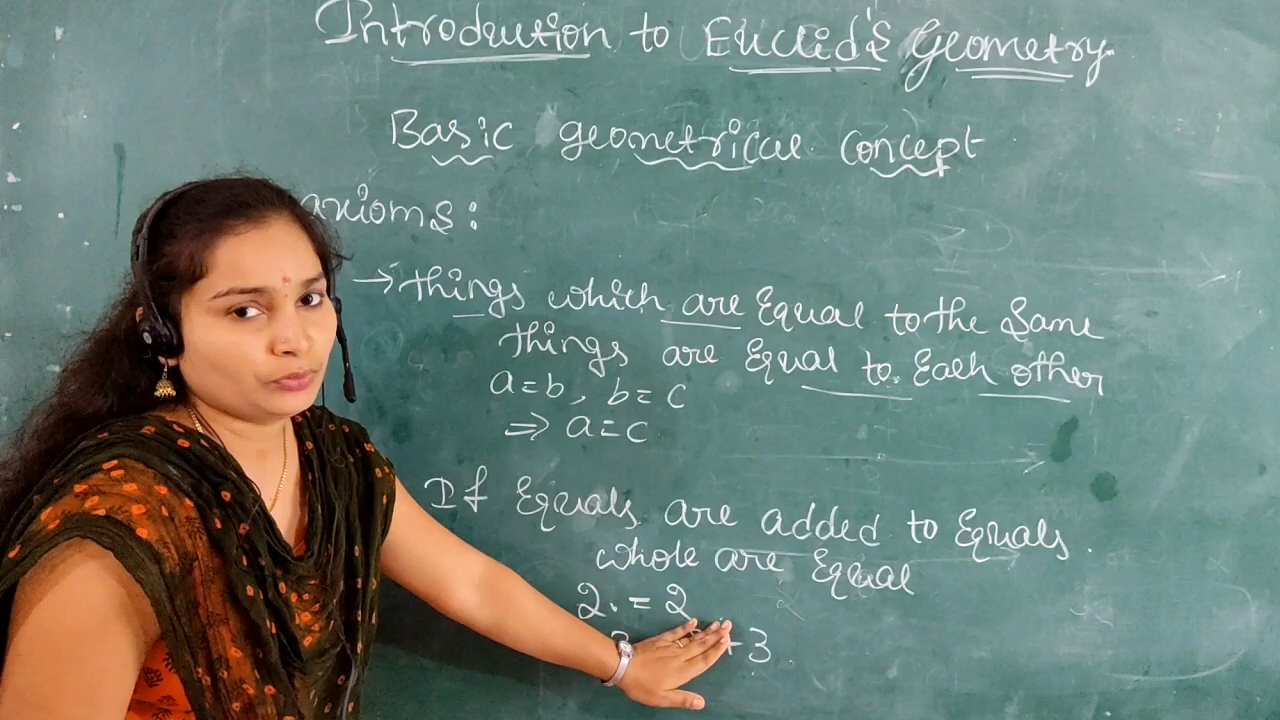 Introduction to Euclid's Geometry
Basic geometrical concept
axioms:
→ things which are Equal to the Same
things are Equal to Each other
a=b, b=c
⇒ a=c
If Equals are added to Equals
whole are Equal
2 = 2
+3